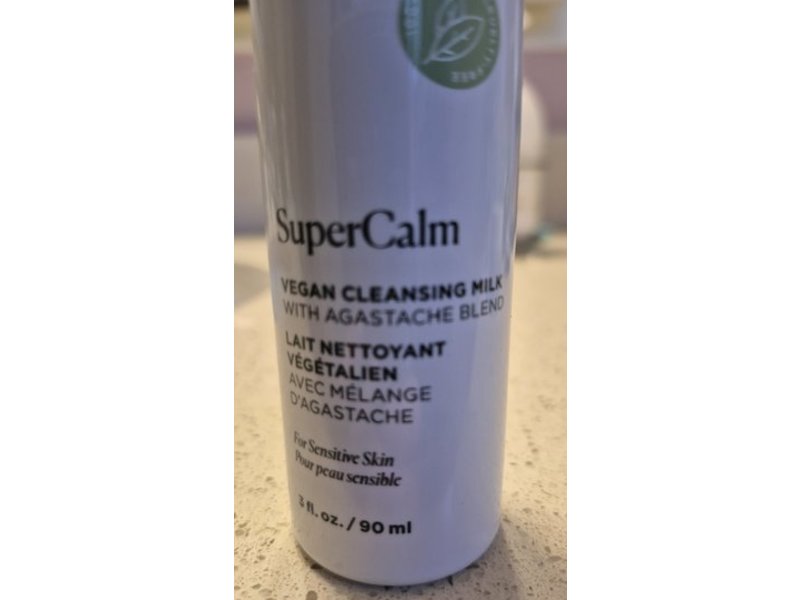 SuperCalm
VEGAN CLEANSING MILK
WITH AGASTACHE BLEND
LAIT NETTOYANT
VÉGÉTALIEN
AVEC MÉLANGE
D'AGASTACHE
For Sensitive Skin
Pour peau sensible
3 fl. oz. / 90 ml